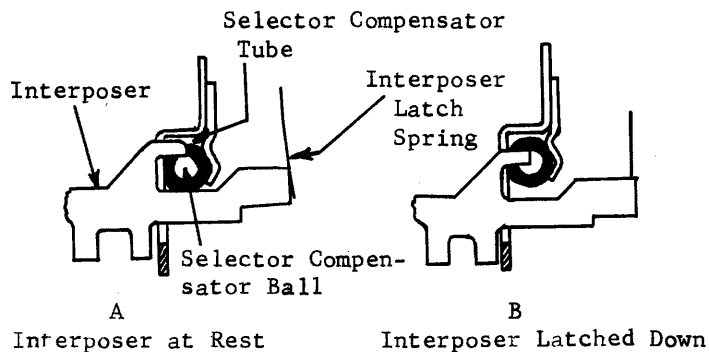 Selector Compensator
Tube
Interposer
Interposer
Latch
Spring
Selector Compen-
sator Ball
A
Interposer at Rest
B
Interposer Latched Down